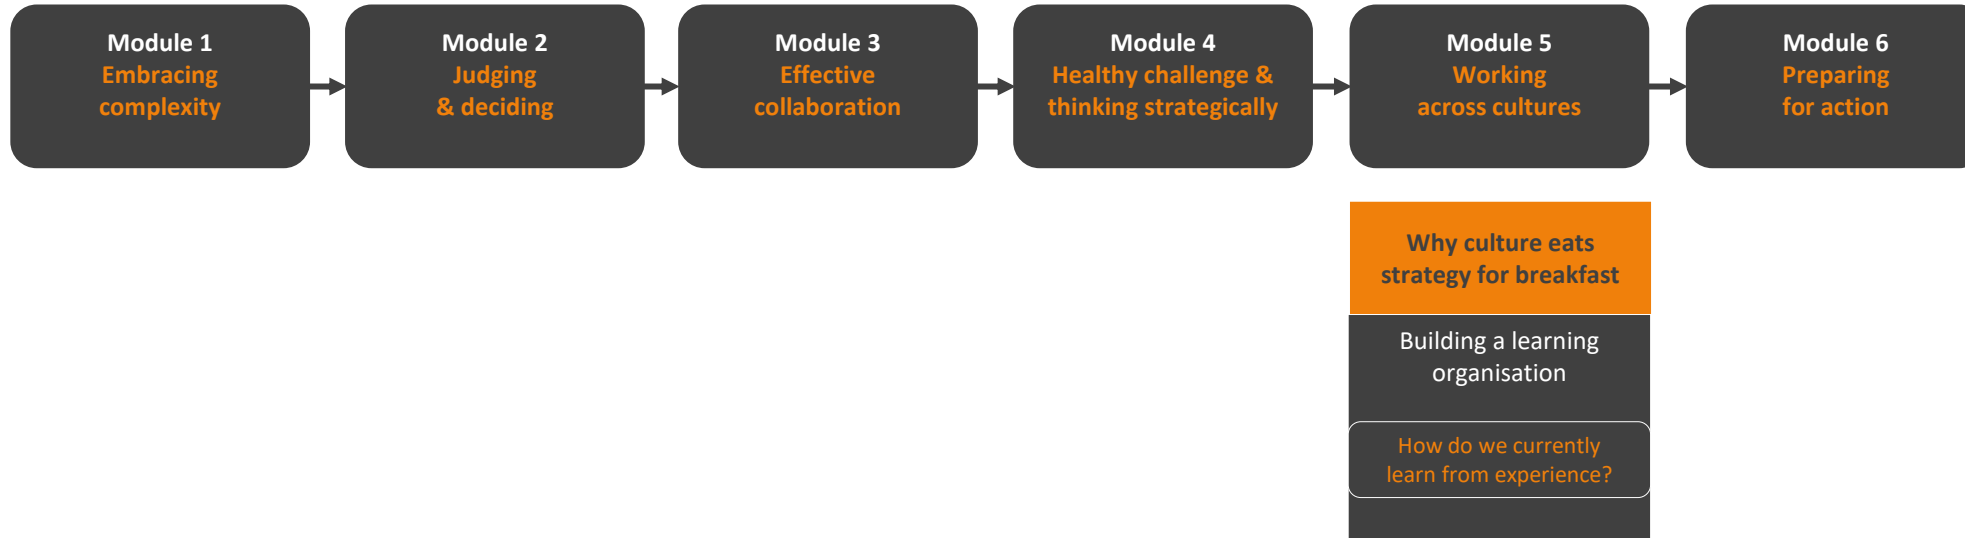 Module 1
Embracing
complexity
Module 2
Judging
& deciding
Module 3
Effective
collaboration
Module 4
Healthy challenge &
thinking strategically
Module 5
Working
across cultures
Module 6
Preparing
for action
Why culture eats
strategy for breakfast
Building a learning
organisation
How do we currently
learn from experience?